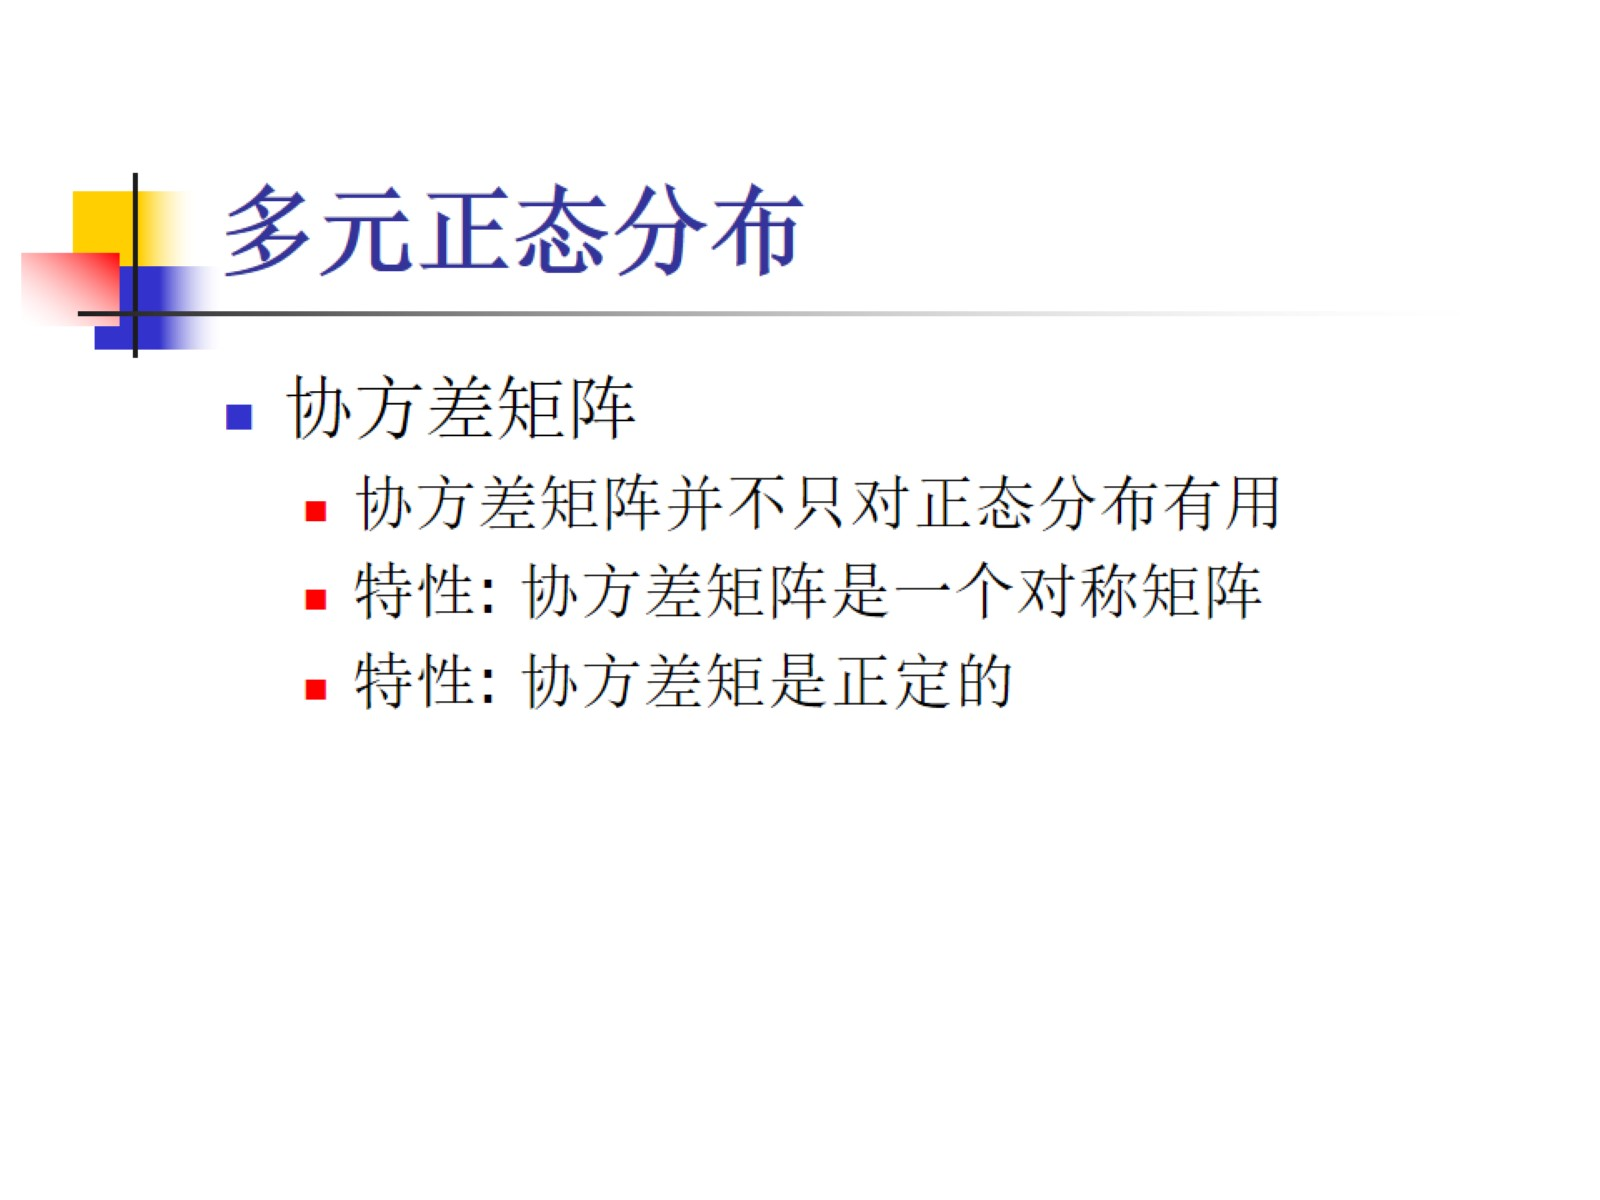 多元正态分布
协方差矩阵
协方差矩阵并不只对正态分布有用
特性: 协方差矩阵是一个对称矩阵
特性: 协方差矩是正定的